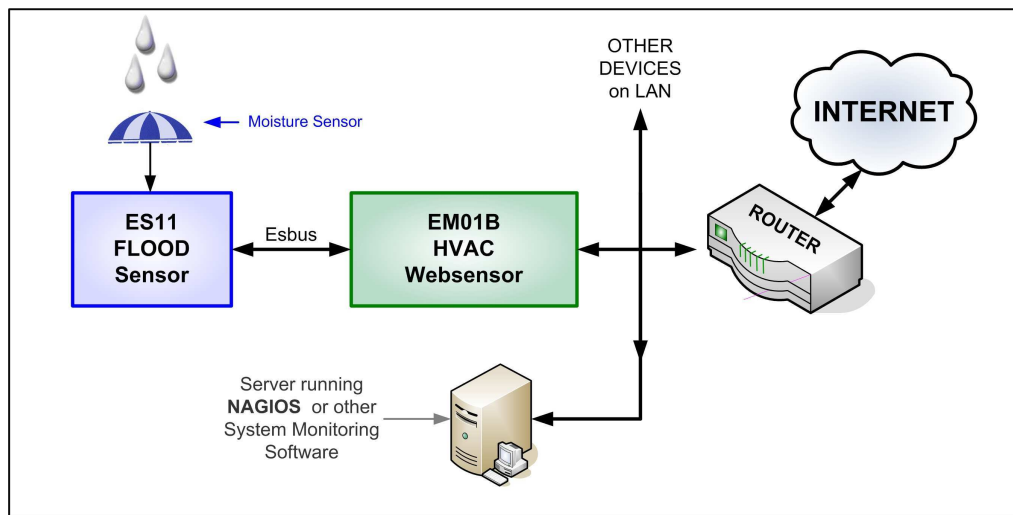 OTHER
DEVICES
on LAN
INTERNET
Moisture Sensor
ROUTER
ES11
FLOOD
Sensor
Esbus
EM01B
HVAC
Websensor
Server running
NAGIOS or other
System Monitoring
Software